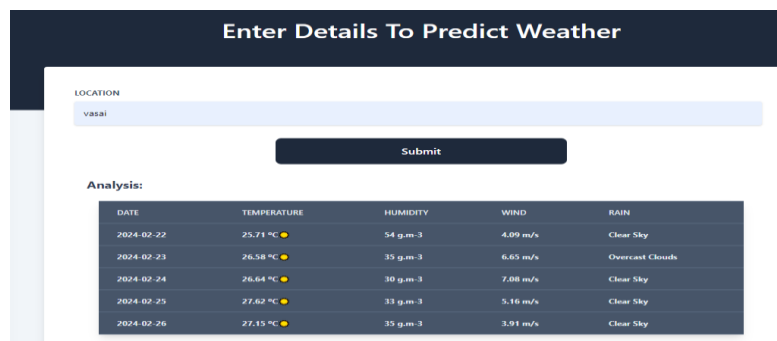 Enter Details To Predict Weather
LOCATION
vasai
Submit
Analysis:
DATE TEMPERATURE HUMIDITY WIND RAIN
2024-02-22 25.71 °C 54 g.m-3 4.09 m/s Clear Sky
2024-02-23 26.58 °C 35 g.m-3 6.65 m/s Overcast Clouds
2024-02-24 26.64 °C 30 g.m-3 7.08 m/s Clear Sky
2024-02-25 27.62 °C 33 g.m-3 5.16 m/s Clear Sky
2024-02-26 27.15 °C 35 g.m-3 3.91 m/s Clear Sky